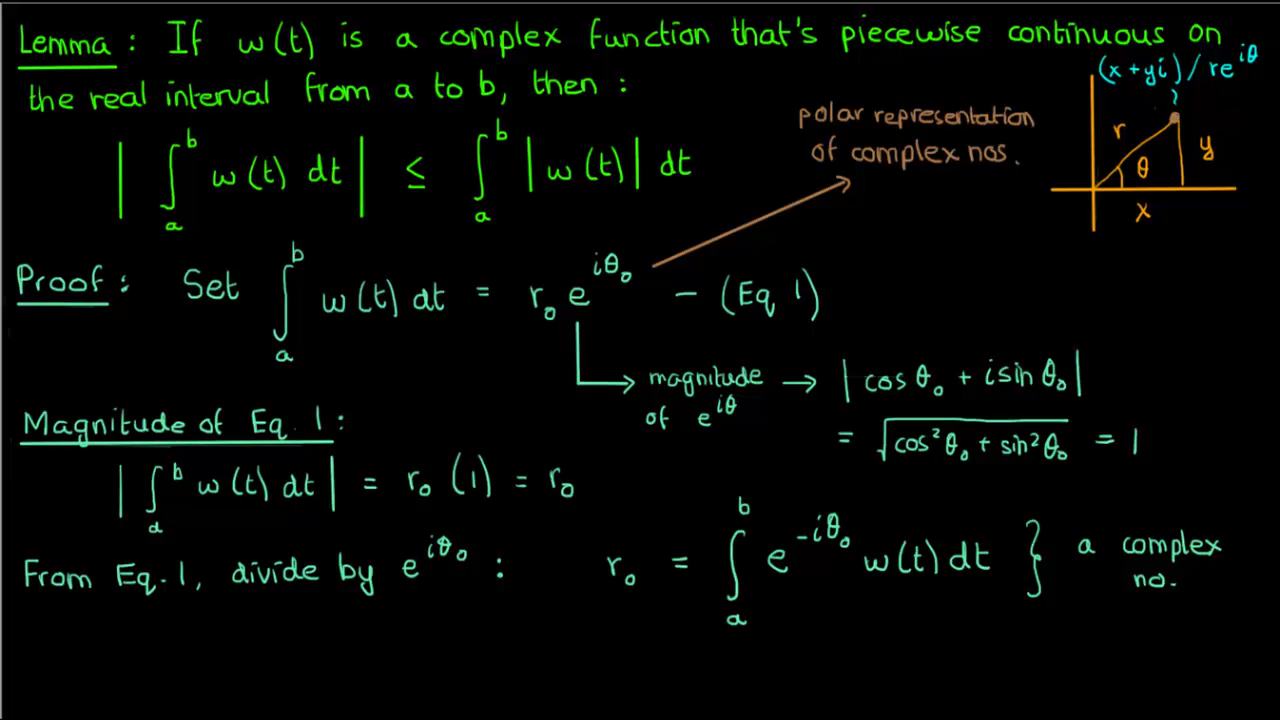 Lemma : If w(t) is a complex function that's piecewise continuous on
the real interval from a to b, then :
(x + yi) / re^{iθ}
r
θ
y
x
polar representation
of complex nos.
|∫_a^b w(t) dt| ≤ ∫_a^b |w(t)| dt
Proof : Set ∫_a^b w(t) dt = r₀ e^{iθ₀} – (Eq 1)
magnitude → |cos θ₀ + i sin θ₀|
of e^{iθ}
= √(cos²θ₀ + sin²θ₀) = 1
Magnitude of Eq. 1 :
|∫_a^b w(t) dt| = r₀ (1) = r₀
From Eq. 1, divide by e^{iθ₀} : r₀ = ∫_a^b e^{-iθ₀} w(t) dt } a complex
no.